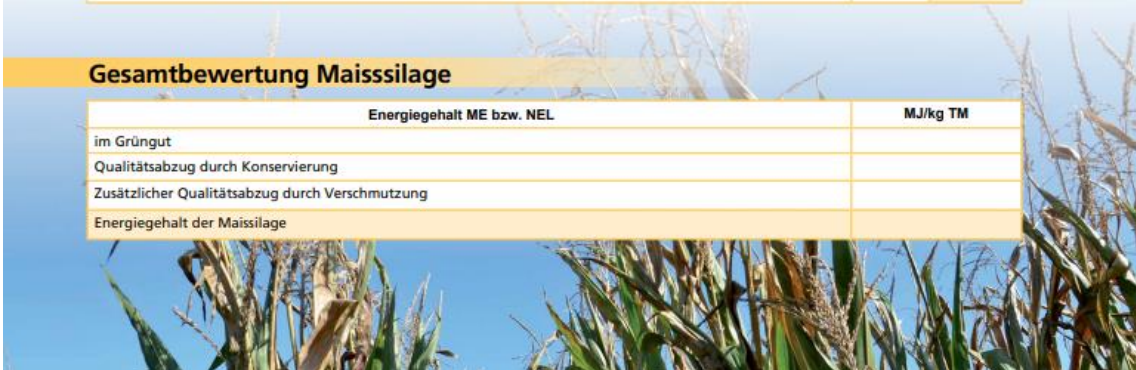 Gesamtbewertung Maisssilage
Energiegehalt ME bzw. NEL MJ/kg TM
im Grüngut
Qualitätsabzug durch Konservierung
Zusätzlicher Qualitätsabzug durch Verschmutzung
Energiegehalt der Maissilage